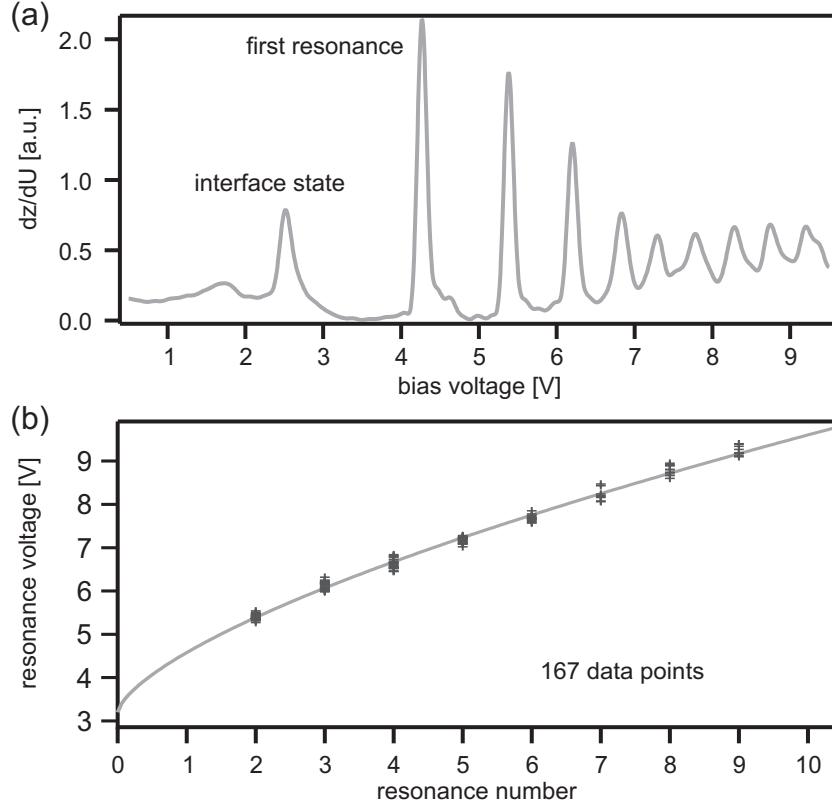 (a)
2.0
1.5
1.0
0.5
0.0
dz/dU [a.u.]
first resonance
interface state
1 2 3 4 5 6 7 8 9
bias voltage [V]
(b)
9
8
7
6
5
4
3
resonance voltage [V]
167 data points
0 1 2 3 4 5 6 7 8 9 10
resonance number